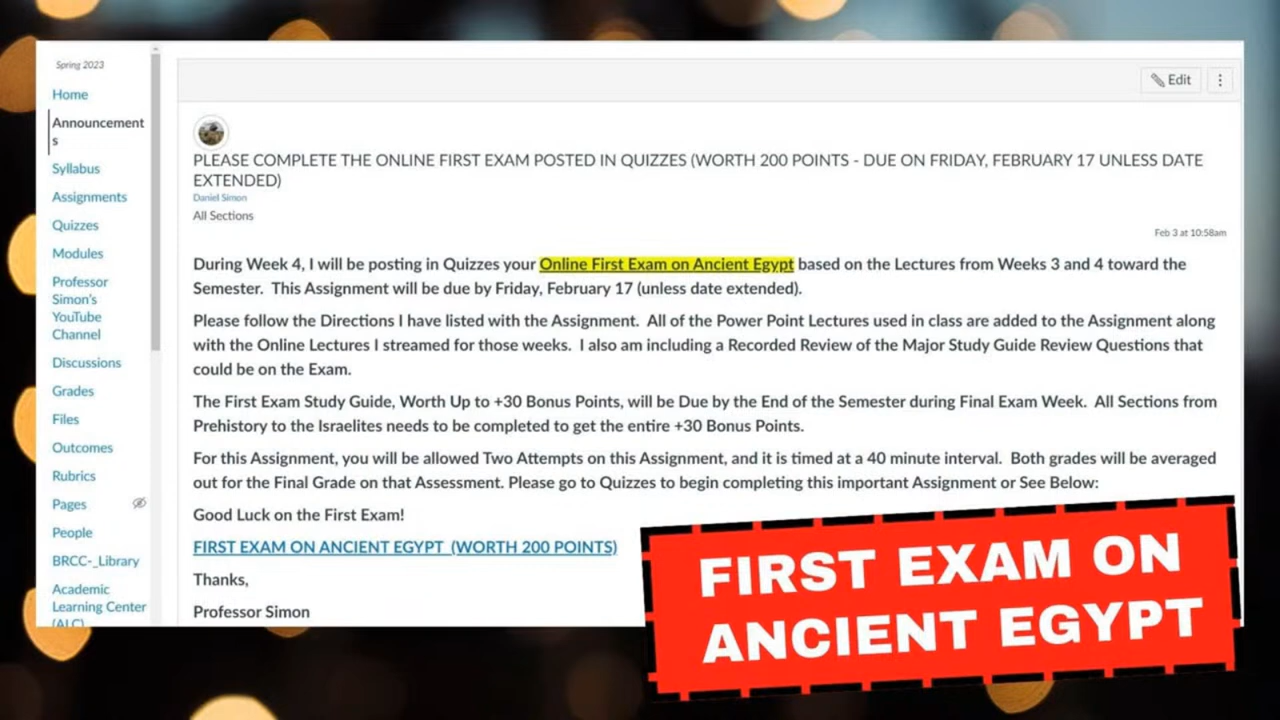 Spring 2023
Home
Announcement
s
Syllabus
Assignments
Quizzes
Modules
Professor
Simon's
YouTube
Channel
Discussions
Grades
Files
Outcomes
Rubrics
Pages
People
BRCC-_Library
Academic
Learning Center
(ALC)
Edit
PLEASE COMPLETE THE ONLINE FIRST EXAM POSTED IN QUIZZES (WORTH 200 POINTS - DUE ON FRIDAY, FEBRUARY 17 UNLESS DATE
EXTENDED)
Daniel Simon
All Sections
Feb 3 at 10:58am
During Week 4, I will be posting in Quizzes your Online First Exam on Ancient Egypt based on the Lectures from Weeks 3 and 4 toward the
Semester. This Assignment will be due by Friday, February 17 (unless date extended).
Please follow the Directions I have listed with the Assignment. All of the Power Point Lectures used in class are added to the Assignment along
with the Online Lectures I streamed for those weeks. I also am including a Recorded Review of the Major Study Guide Review Questions that
could be on the Exam.
The First Exam Study Guide, Worth Up to +30 Bonus Points, will be Due by the End of the Semester during Final Exam Week. All Sections from
Prehistory to the Israelites needs to be completed to get the entire +30 Bonus Points.
For this Assignment, you will be allowed Two Attempts on this Assignment, and it is timed at a 40 minute interval. Both grades will be averaged
out for the Final Grade on that Assessment. Please go to Quizzes to begin completing this important Assignment or See Below:
Good Luck on the First Exam!
FIRST EXAM ON ANCIENT EGYPT (WORTH 200 POINTS)
Thanks,
Professor Simon
FIRST EXAM ON
ANCIENT EGYPT